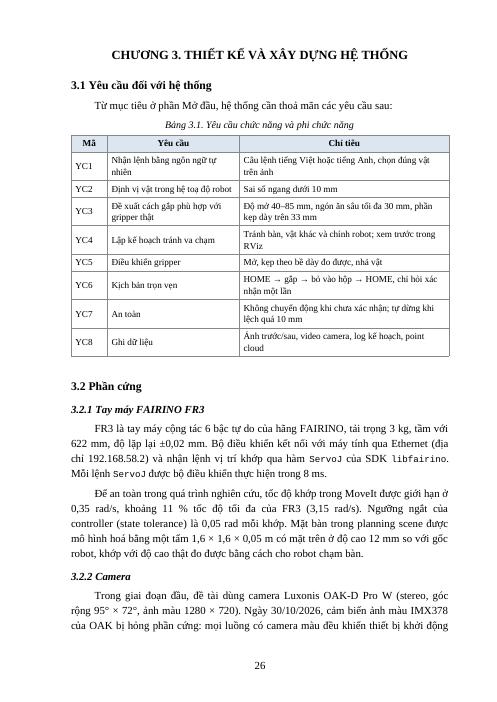 CHƯƠNG 3. THIẾT KẾ VÀ XÂY DỰNG HỆ THỐNG
3.1 Yêu cầu đối với hệ thống
Từ mục tiêu ở phần Mở đầu, hệ thống cần thoả mãn các yêu cầu sau:
Bảng 3.1. Yêu cầu chức năng và phi chức năng
Mã Yêu cầu Chỉ tiêu
YC1 Nhận lệnh bằng ngôn ngữ tự nhiên Câu lệnh tiếng Việt hoặc tiếng Anh, chọn đúng vật trên ảnh
YC2 Định vị vật trong hệ toạ độ robot Sai số ngang dưới 10 mm
YC3 Đề xuất cách gắp phù hợp với gripper thật Độ mở 40–85 mm, ngón ăn sâu tối đa 30 mm, phần kẹp dày trên 33 mm
YC4 Lập kế hoạch tránh va chạm Tránh bàn, vật khác và chính robot; xem trước trong RViz
YC5 Điều khiển gripper Mở, kẹp theo bề dày đo được, nhả vật
YC6 Kịch bản trọn vẹn HOME → gắp → bỏ vào hộp → HOME, chỉ hỏi xác nhận một lần
YC7 An toàn Không chuyển động khi chưa xác nhận; tự dừng khi lệch quá 10 mm
YC8 Ghi dữ liệu Ảnh trước/sau, video camera, log kế hoạch, point cloud
3.2 Phần cứng
3.2.1 Tay máy FAIRINO FR3
FR3 là tay máy cộng tác 6 bậc tự do của hãng FAIRINO, tải trọng 3 kg, tầm với
622 mm, độ lặp lại ±0,02 mm. Bộ điều khiển kết nối với máy tính qua Ethernet (địa
chỉ 192.168.58.2) và nhận lệnh vị trí khớp qua hàm ServoJ của SDK libfairino.
Mỗi lệnh ServoJ được bộ điều khiển thực hiện trong 8 ms.
Để an toàn trong quá trình nghiên cứu, tốc độ khớp trong MoveIt được giới hạn ở
0,35 rad/s, khoảng 11 % tốc độ tối đa của FR3 (3,15 rad/s). Ngưỡng ngắt của
controller (state tolerance) là 0,05 rad mỗi khớp. Mặt bàn trong planning scene được
mô hình hoá bằng một tấm 1,6 × 1,6 × 0,05 m có mặt trên ở độ cao 12 mm so với gốc
robot, khớp với độ cao thật đo được bằng cách cho robot chạm bàn.
3.2.2 Camera
Trong giai đoạn đầu, đề tài dùng camera Luxonis OAK-D Pro W (stereo, góc
rộng 95° × 72°, ảnh màu 1280 × 720). Ngày 30/10/2026, cảm biến ảnh màu IMX378
của OAK bị hỏng phần cứng: mọi luồng có camera màu đều khiến thiết bị khởi động
26